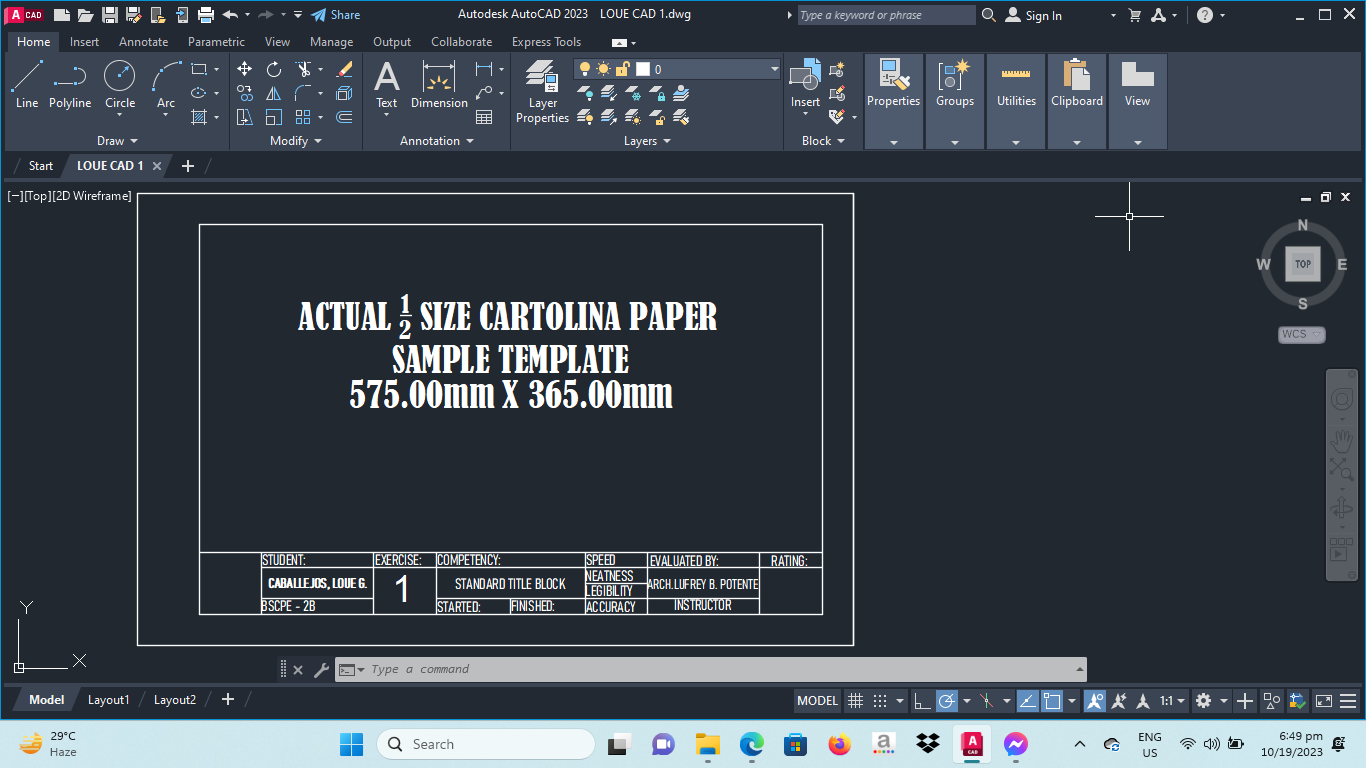 A CAD
Share
Autodesk AutoCAD 2023 LOUE CAD 1.dwg
Type a keyword or phrase
Sign In
Home Insert Annotate Parametric View Manage Output Collaborate Express Tools
Line Polyline Circle Arc
Text Dimension
Layer Properties
0
Insert
Properties Groups Utilities Clipboard View
Draw Modify Annotation Layers Block
Start LOUE CAD 1
[−][Top][2D Wireframe]
N
W TOP E
S
WCS
ACTUAL 1/2 SIZE CARTOLINA PAPER
SAMPLE TEMPLATE
575.00mm X 365.00mm
STUDENT: EXERCISE: COMPETENCY: SPEED EVALUATED BY: RATING:
CABALLEJOS, LOUE G. 1 STANDARD TITLE BLOCK NEATNESS ARCH.LUFREY B. POTENTE
LEGIBILITY
BSCPE - 2B STARTED: FINISHED: ACCURACY INSTRUCTOR
Y
X
Type a command
Model Layout1 Layout2
MODEL 1:1
29°C
Haze
Search
a
A CAD
ENG
US
6:49 pm
10/19/2023